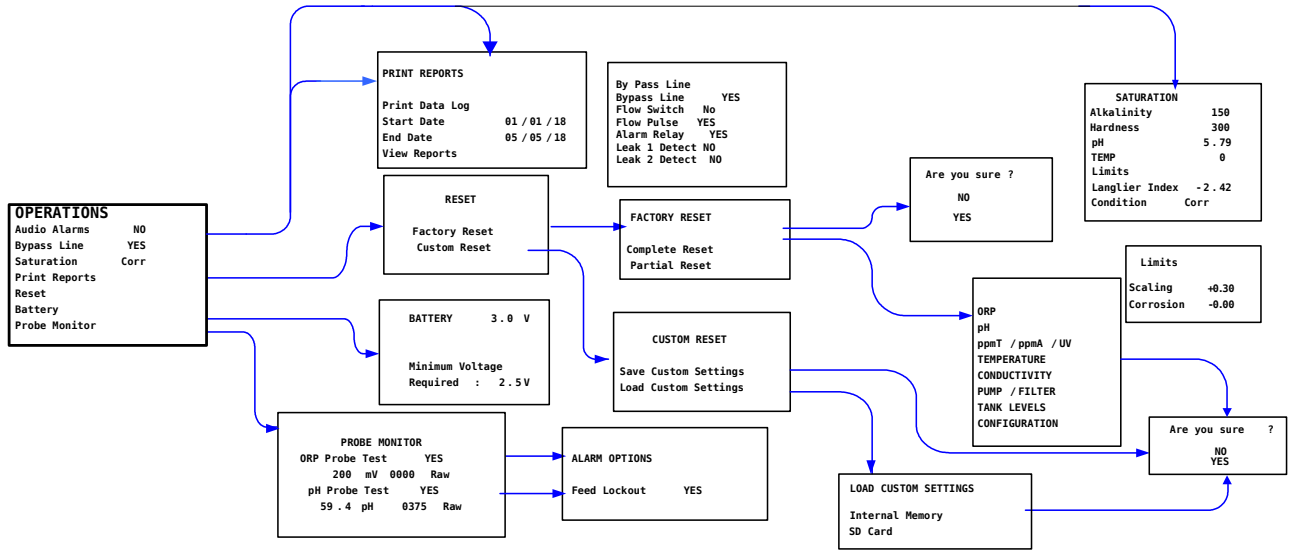 PRINT REPORTS
Print Data Log
Start Date 01/01/18
End Date 05/05/18
View Reports
By Pass Line
Bypass Line YES
Flow Switch No
Flow Pulse YES
Alarm Relay YES
Leak 1 Detect NO
Leak 2 Detect NO
SATURATION
Alkalinity 150
Hardness 300
pH 5.79
TEMP 0
Limits
Langlier Index -2.42
Condition Corr
OPERATIONS
Audio Alarms NO
Bypass Line YES
Saturation Corr
Print Reports
Reset
Battery
Probe Monitor
RESET
Factory Reset
Custom Reset
FACTORY RESET
Complete Reset
Partial Reset
Are you sure ?
NO
YES
Limits
Scaling +0.30
Corrosion -0.00
BATTERY 3.0 V
Minimum Voltage
Required : 2.5V
CUSTOM RESET
Save Custom Settings
Load Custom Settings
ORP
pH
ppmT /ppmA /UV
TEMPERATURE
CONDUCTIVITY
PUMP /FILTER
TANK LEVELS
CONFIGURATION
PROBE MONITOR
ORP Probe Test YES
200 mV 0000 Raw
pH Probe Test YES
59.4 pH 0375 Raw
ALARM OPTIONS
Feed Lockout YES
LOAD CUSTOM SETTINGS
Internal Memory
SD Card
Are you sure ?
NO
YES